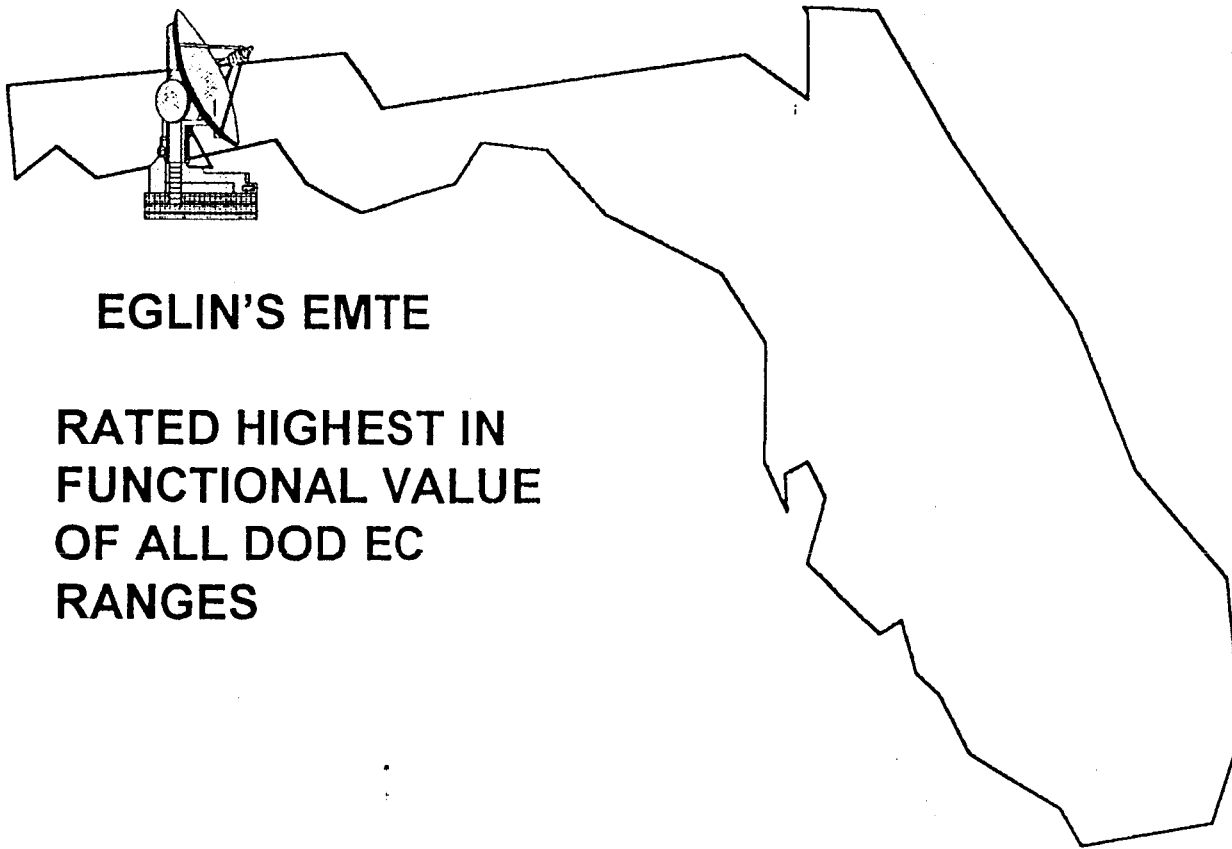 EGLIN'S EMTE
RATED HIGHEST IN
FUNCTIONAL VALUE
OF ALL DOD EC
RANGES